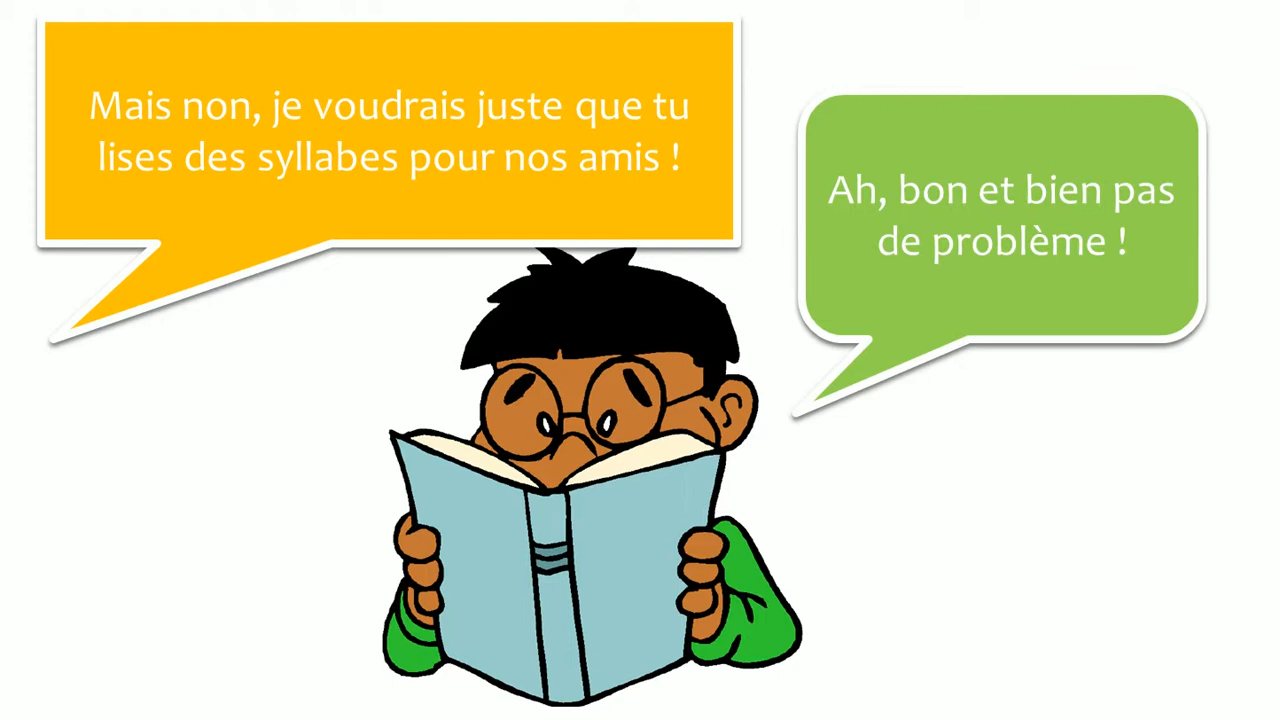 Mais non, je voudrais juste que tu
lises des syllabes pour nos amis !
Ah, bon et bien pas
de problème !